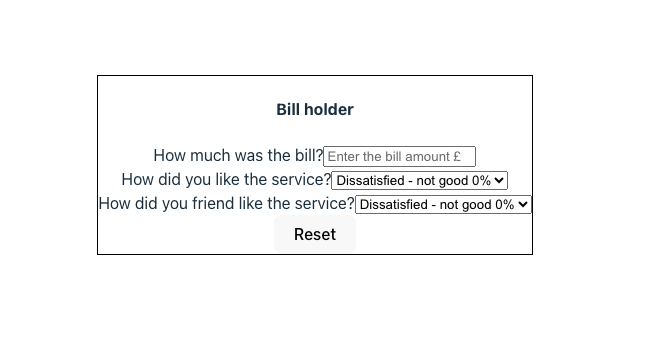 Bill holder
How much was the bill? Enter the bill amount £
How did you like the service? Dissatisfied - not good 0%
How did you friend like the service? Dissatisfied - not good 0%
Reset